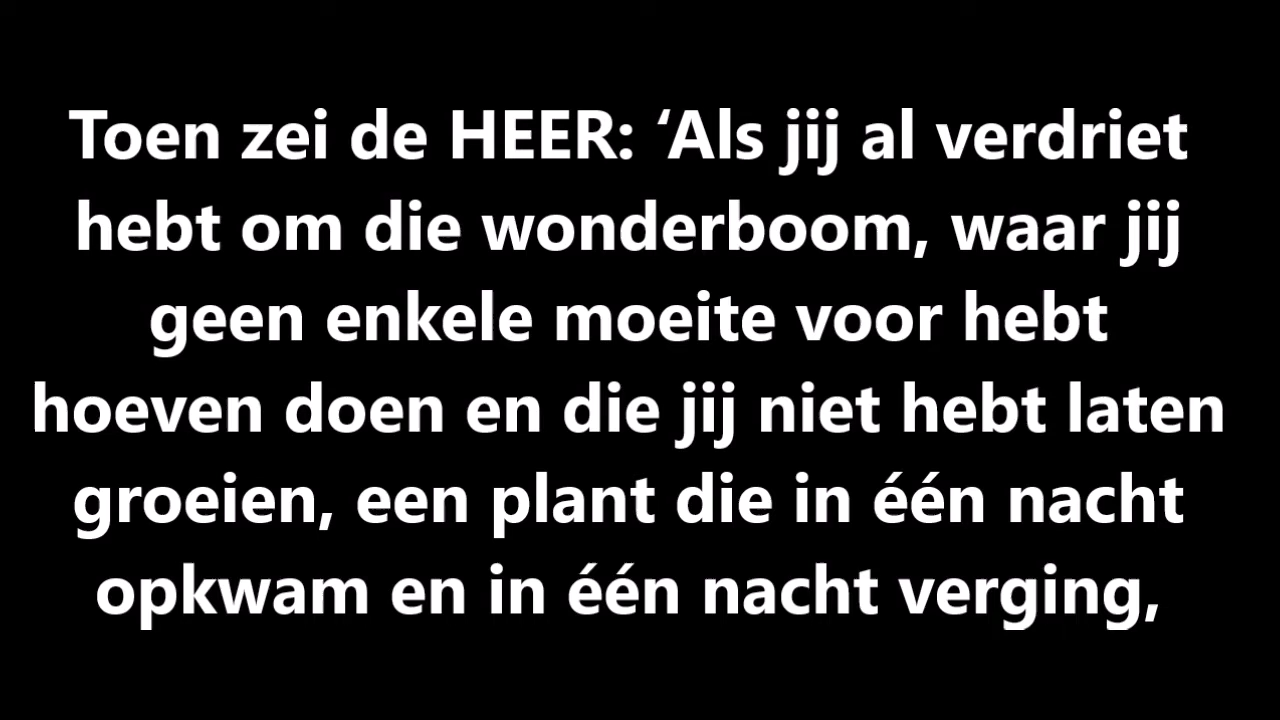 Toen zei de HEER: ‘Als jij al verdriet
hebt om die wonderboom, waar jij
geen enkele moeite voor hebt
hoeven doen en die jij niet hebt laten
groeien, een plant die in één nacht
opkwam en in één nacht verging,